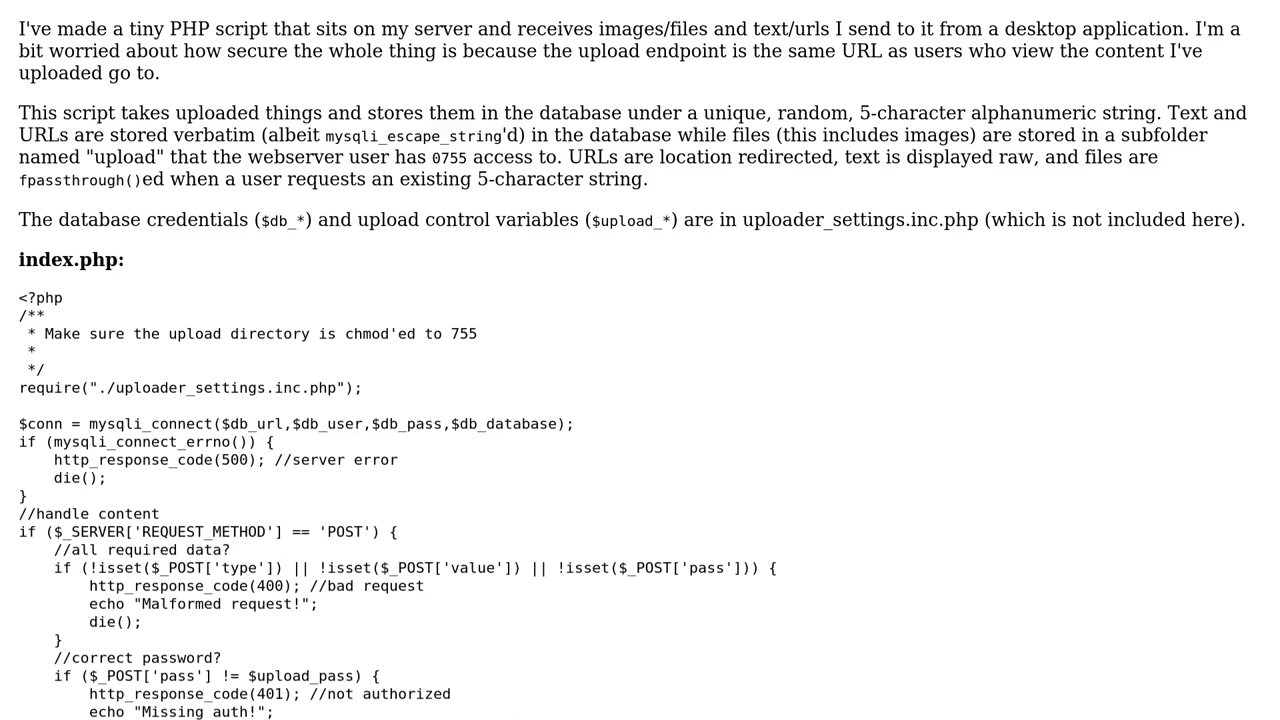 I've made a tiny PHP script that sits on my server and receives images/files and text/urls I send to it from a desktop application. I'm a
bit worried about how secure the whole thing is because the upload endpoint is the same URL as users who view the content I've
uploaded go to.
This script takes uploaded things and stores them in the database under a unique, random, 5-character alphanumeric string. Text and
URLs are stored verbatim (albeit mysqli_escape_string'd) in the database while files (this includes images) are stored in a subfolder
named "upload" that the webserver user has 0755 access to. URLs are location redirected, text is displayed raw, and files are
fpassthrough()ed when a user requests an existing 5-character string.
The database credentials ($db_*) and upload control variables ($upload_*) are in uploader_settings.inc.php (which is not included here).
index.php:
<?php
/**
 * Make sure the upload directory is chmod'ed to 755
 *
 */
require("./uploader_settings.inc.php");
$conn = mysqli_connect($db_url,$db_user,$db_pass,$db_database);
if (mysqli_connect_errno()) {
    http_response_code(500); //server error
    die();
}
//handle content
if ($_SERVER['REQUEST_METHOD'] == 'POST') {
    //all required data?
    if (!isset($_POST['type']) || !isset($_POST['value']) || !isset($_POST['pass'])) {
        http_response_code(400); //bad request
        echo "Malformed request!";
        die();
    }
    //correct password?
    if ($_POST['pass'] != $upload_pass) {
        http_response_code(401); //not authorized
        echo "Missing auth!";